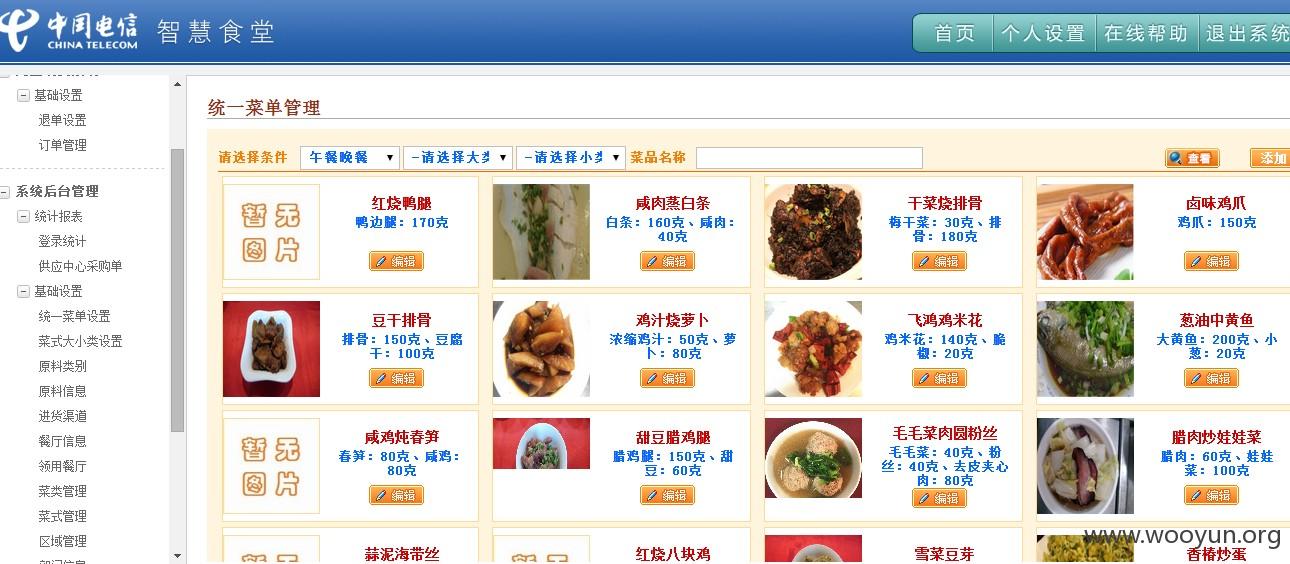 中国电信
CHINA TELECOM
智慧食堂
首页
个人设置
在线帮助
退出系统
基础设置
退单设置
订单管理
系统后台管理
统计报表
登录统计
供应中心采购单
基础设置
统一菜单设置
菜式大小类设置
原料类别
原料信息
进货渠道
餐厅信息
领用餐厅
菜类管理
菜式管理
区域管理
统一菜单管理
请选择条件
午餐晚餐
-请选择大类
-请选择小类
菜品名称
查看
添加
暂无
图片
红烧鸭腿
鸭边腿：170克
编辑
咸肉蒸白条
白条：160克、咸肉：
40克
编辑
干菜烧排骨
梅干菜：30克、排
骨：180克
编辑
卤味鸡爪
鸡爪：150克
编辑
豆干排骨
排骨：150克、豆腐
干：100克
编辑
鸡汁烧萝卜
浓缩鸡汁：50克、萝
卜：80克
编辑
飞鸿鸡米花
鸡米花：140克、脆
椒：20克
编辑
葱油中黄鱼
大黄鱼：200克、小
葱：20克
编辑
暂无
图片
咸鸡炖春笋
春笋：80克、咸鸡：
80克
编辑
甜豆腊鸡腿
腊鸡腿：150克、甜
豆：60克
编辑
毛毛菜肉圆粉丝
毛毛菜：40克、粉
丝：40克、去皮夹心
肉：80克
编辑
腊肉炒娃娃菜
腊肉：60克、娃娃
菜：100克
编辑
蒜泥海带丝
红烧八块鸡
雪菜豆芽
香椿炒蛋
www.wooyun.org